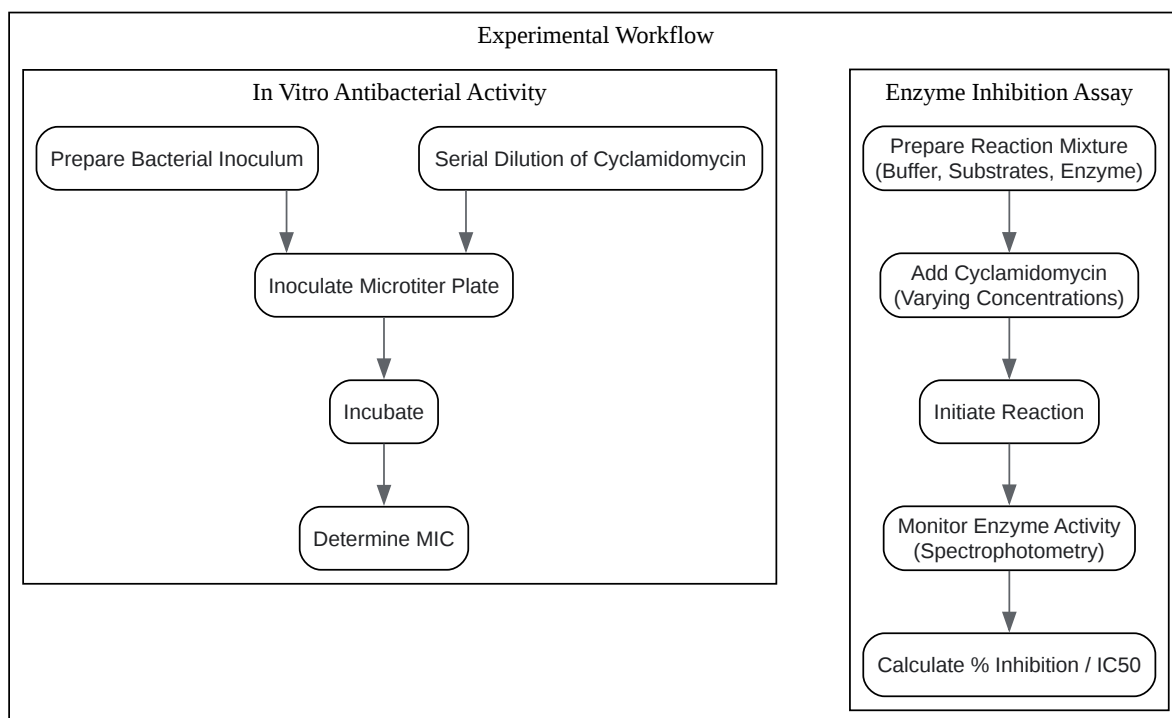 Experimental Workflow
In Vitro Antibacterial Activity
Prepare Bacterial Inoculum
Serial Dilution of Cyclamidomycin
Inoculate Microtiter Plate
Incubate
Determine MIC
Enzyme Inhibition Assay
Prepare Reaction Mixture
(Buffer, Substrates, Enzyme)
Add Cyclamidomycin
(Varying Concentrations)
Initiate Reaction
Monitor Enzyme Activity
(Spectrophotometry)
Calculate % Inhibition / IC50